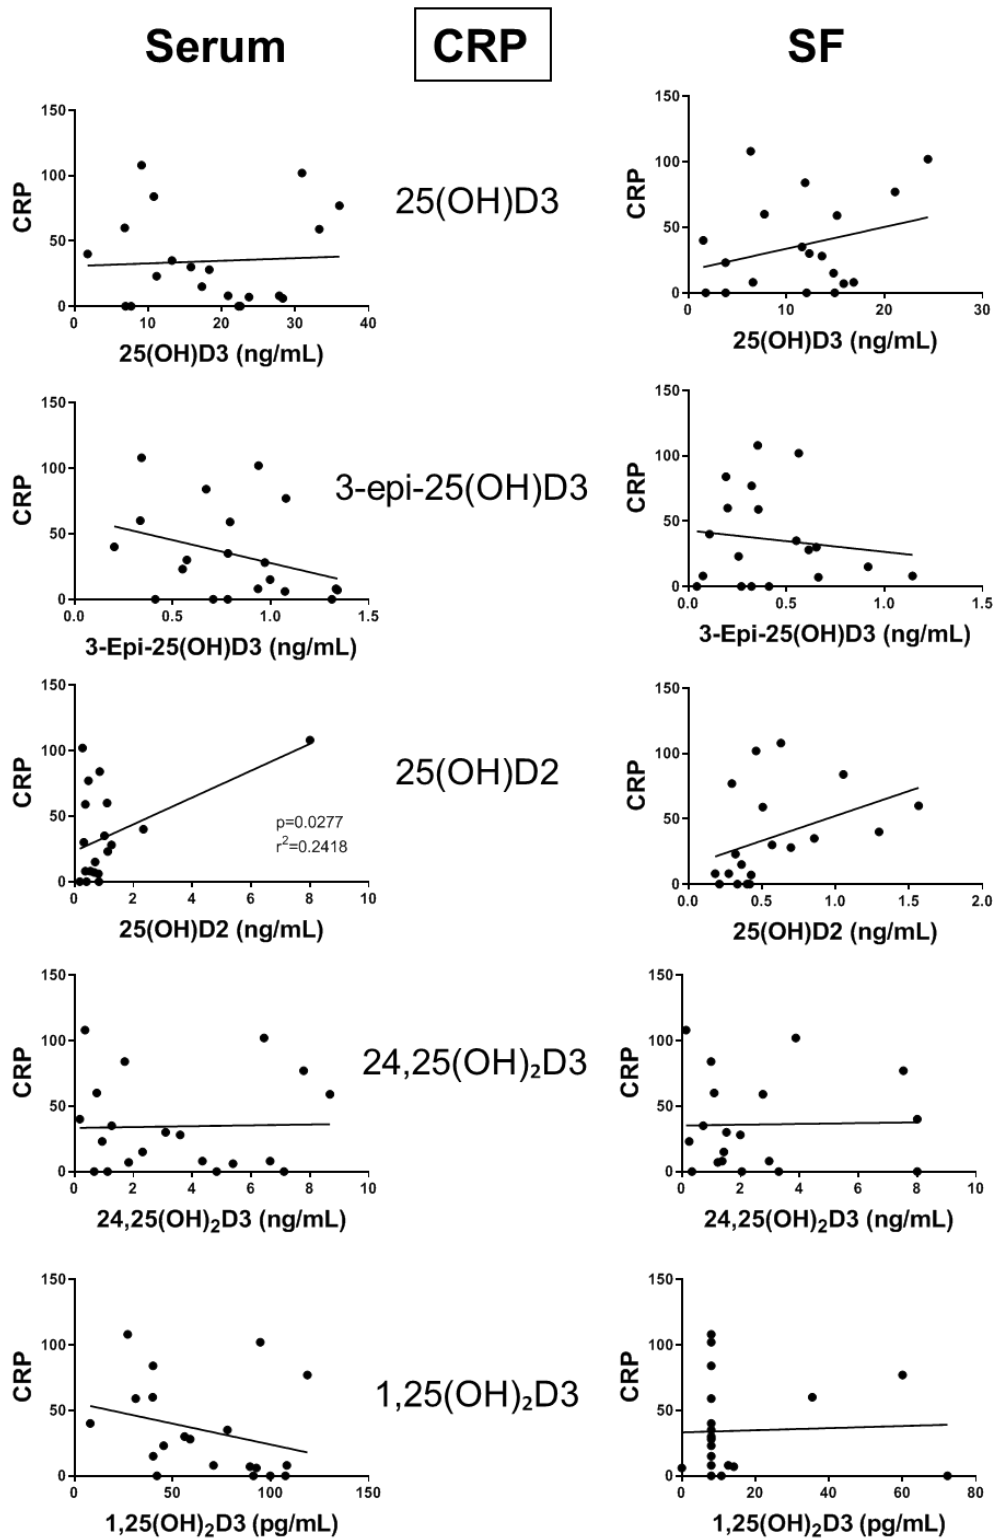 Serum
CRP
SF
150
100
50
0
CRP
0
10
20
30
40
25(OH)D3 (ng/mL)
25(OH)D3
150
100
50
0
CRP
0
10
20
30
25(OH)D3 (ng/mL)
150
100
50
0
CRP
0.0
0.5
1.0
1.5
3-Epi-25(OH)D3 (ng/mL)
3-epi-25(OH)D3
150
100
50
0
CRP
0.0
0.5
1.0
1.5
3-Epi-25(OH)D3 (ng/mL)
150
100
50
0
CRP
p=0.0277
r²=0.2418
0
2
4
6
8
10
25(OH)D2 (ng/mL)
25(OH)D2
150
100
50
0
CRP
0.0
0.5
1.0
1.5
2.0
25(OH)D2 (ng/mL)
150
100
50
0
CRP
0
2
4
6
8
10
24,25(OH)₂D3 (ng/mL)
24,25(OH)₂D3
150
100
50
0
CRP
0
2
4
6
8
10
24,25(OH)₂D3 (ng/mL)
150
100
50
0
CRP
0
50
100
150
1,25(OH)₂D3 (pg/mL)
1,25(OH)₂D3
150
100
50
0
CRP
0
20
40
60
80
1,25(OH)₂D3 (pg/mL)